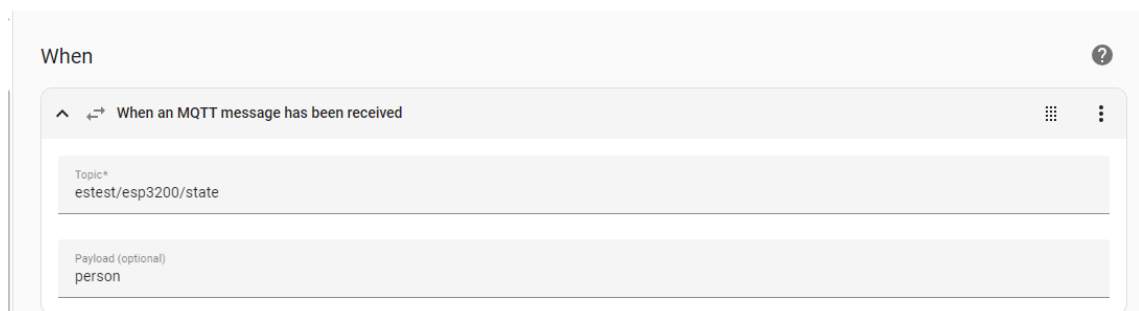 When
When an MQTT message has been received
Topic*
estest/esp3200/state
Payload (optional)
person